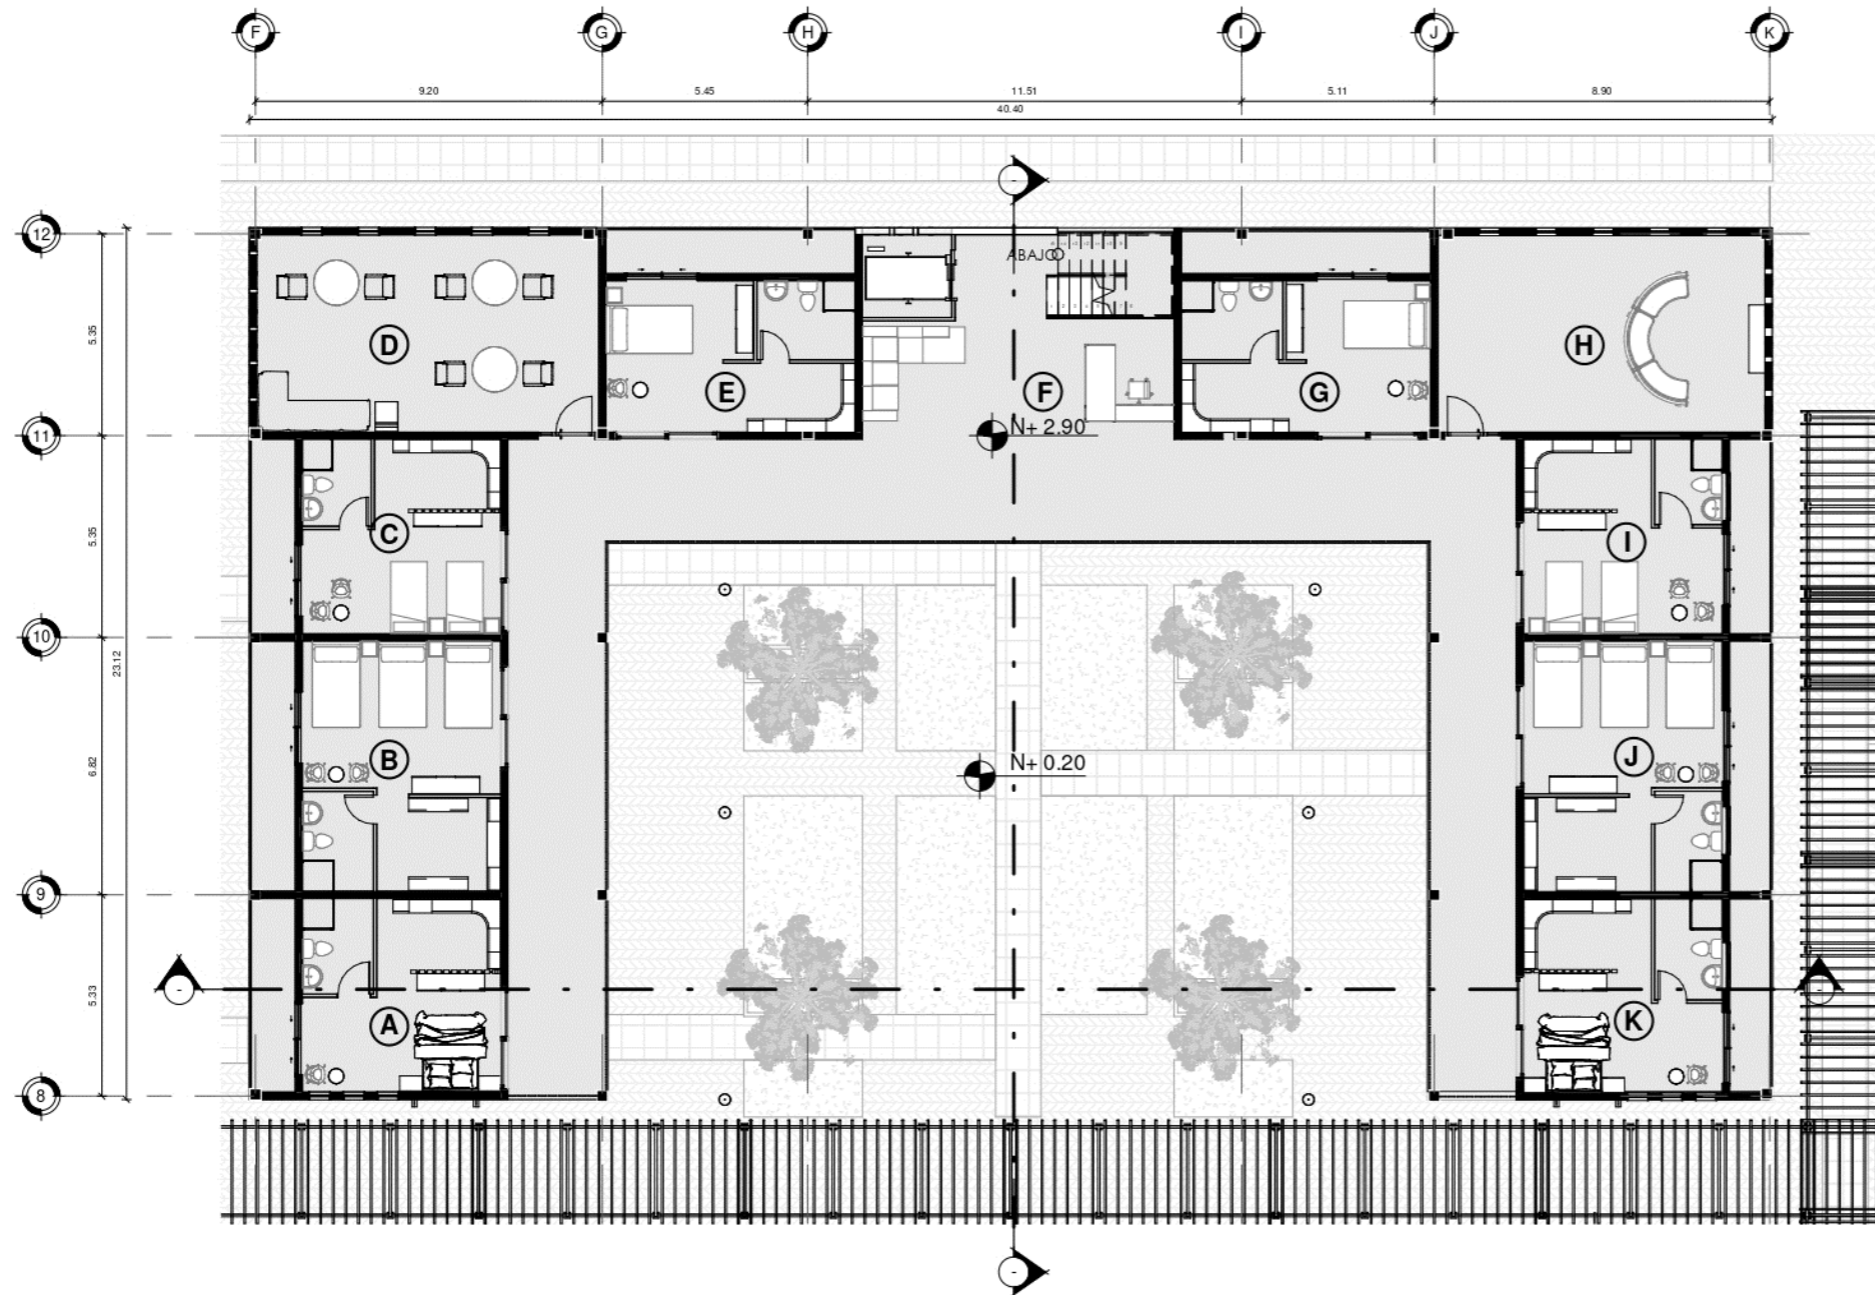 F G H I J K
9.20 5.45 11.51 5.11 8.90
40.40
12
ABAJO
5.35
D
H
E F G
N+ 2.90
11
C
I
5.35
10
23.12
B
J
N+ 0.20
6.82
9
5.33
A
K
8
- -
- -